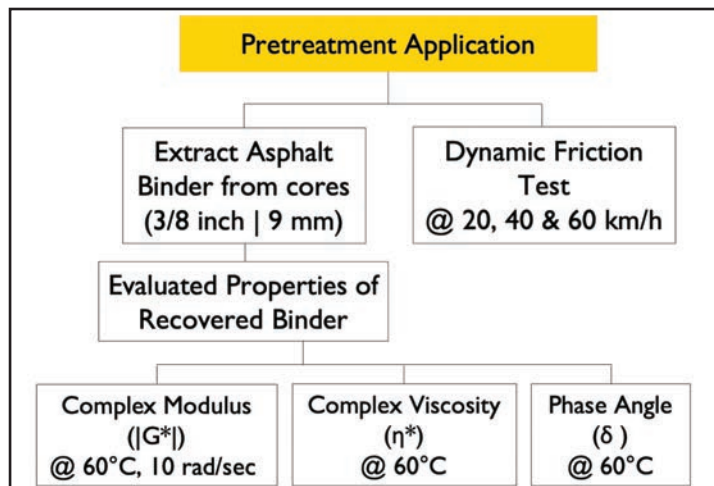 Pretreatment Application
Extract Asphalt
Binder from cores
(3/8 inch | 9 mm)
Dynamic Friction
Test
@ 20, 40 & 60 km/h
Evaluated Properties of
Recovered Binder
Complex Modulus
(|G*|)
@ 60°C, 10 rad/sec
Complex Viscosity
(η*)
@ 60°C
Phase Angle
(δ )
@ 60°C